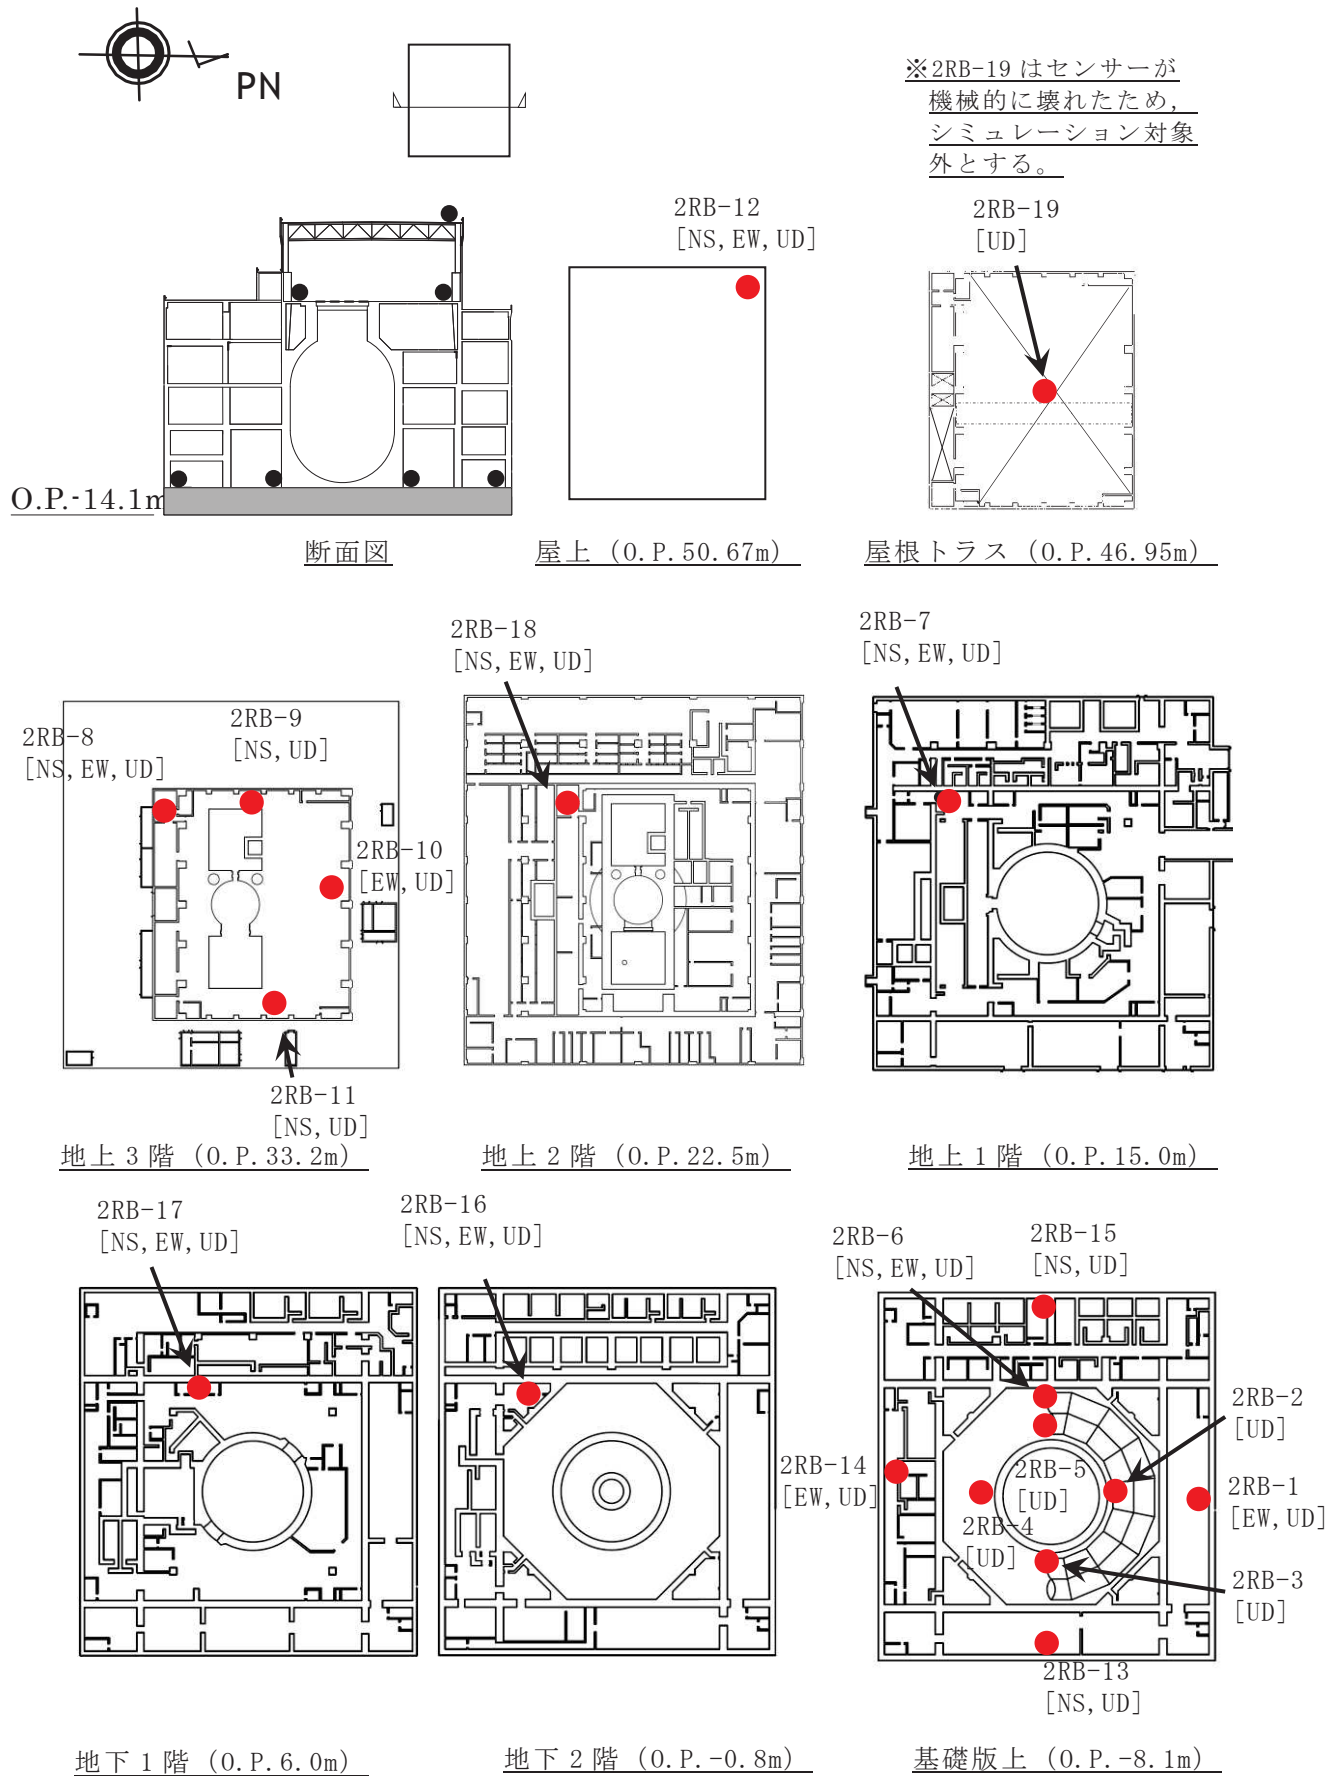 PN
※2RB-19 はセンサーが
機械的に壊れたため,
シミュレーション対象
外とする。
2RB-12
[NS, EW, UD]
2RB-19
[UD]
O.P.-14.1m
断面図
屋上 (O.P.50.67m)
屋根トラス (O.P.46.95m)
2RB-8
[NS, EW, UD]
2RB-9
[NS, UD]
2RB-10
[EW, UD]
2RB-11
[NS, UD]
2RB-18
[NS, EW, UD]
2RB-7
[NS, EW, UD]
地上 3 階 (O.P.33.2m)
地上 2 階 (O.P.22.5m)
地上 1 階 (O.P.15.0m)
2RB-17
[NS, EW, UD]
2RB-16
[NS, EW, UD]
2RB-6
[NS, EW, UD]
2RB-15
[NS, UD]
2RB-2
[UD]
2RB-14
[EW, UD]
2RB-5
[UD]
2RB-1
[EW, UD]
2RB-4
[UD]
2RB-3
[UD]
2RB-13
[NS, UD]
地下 1 階 (O.P.6.0m)
地下 2 階 (O.P.-0.8m)
基礎版上 (O.P.-8.1m)